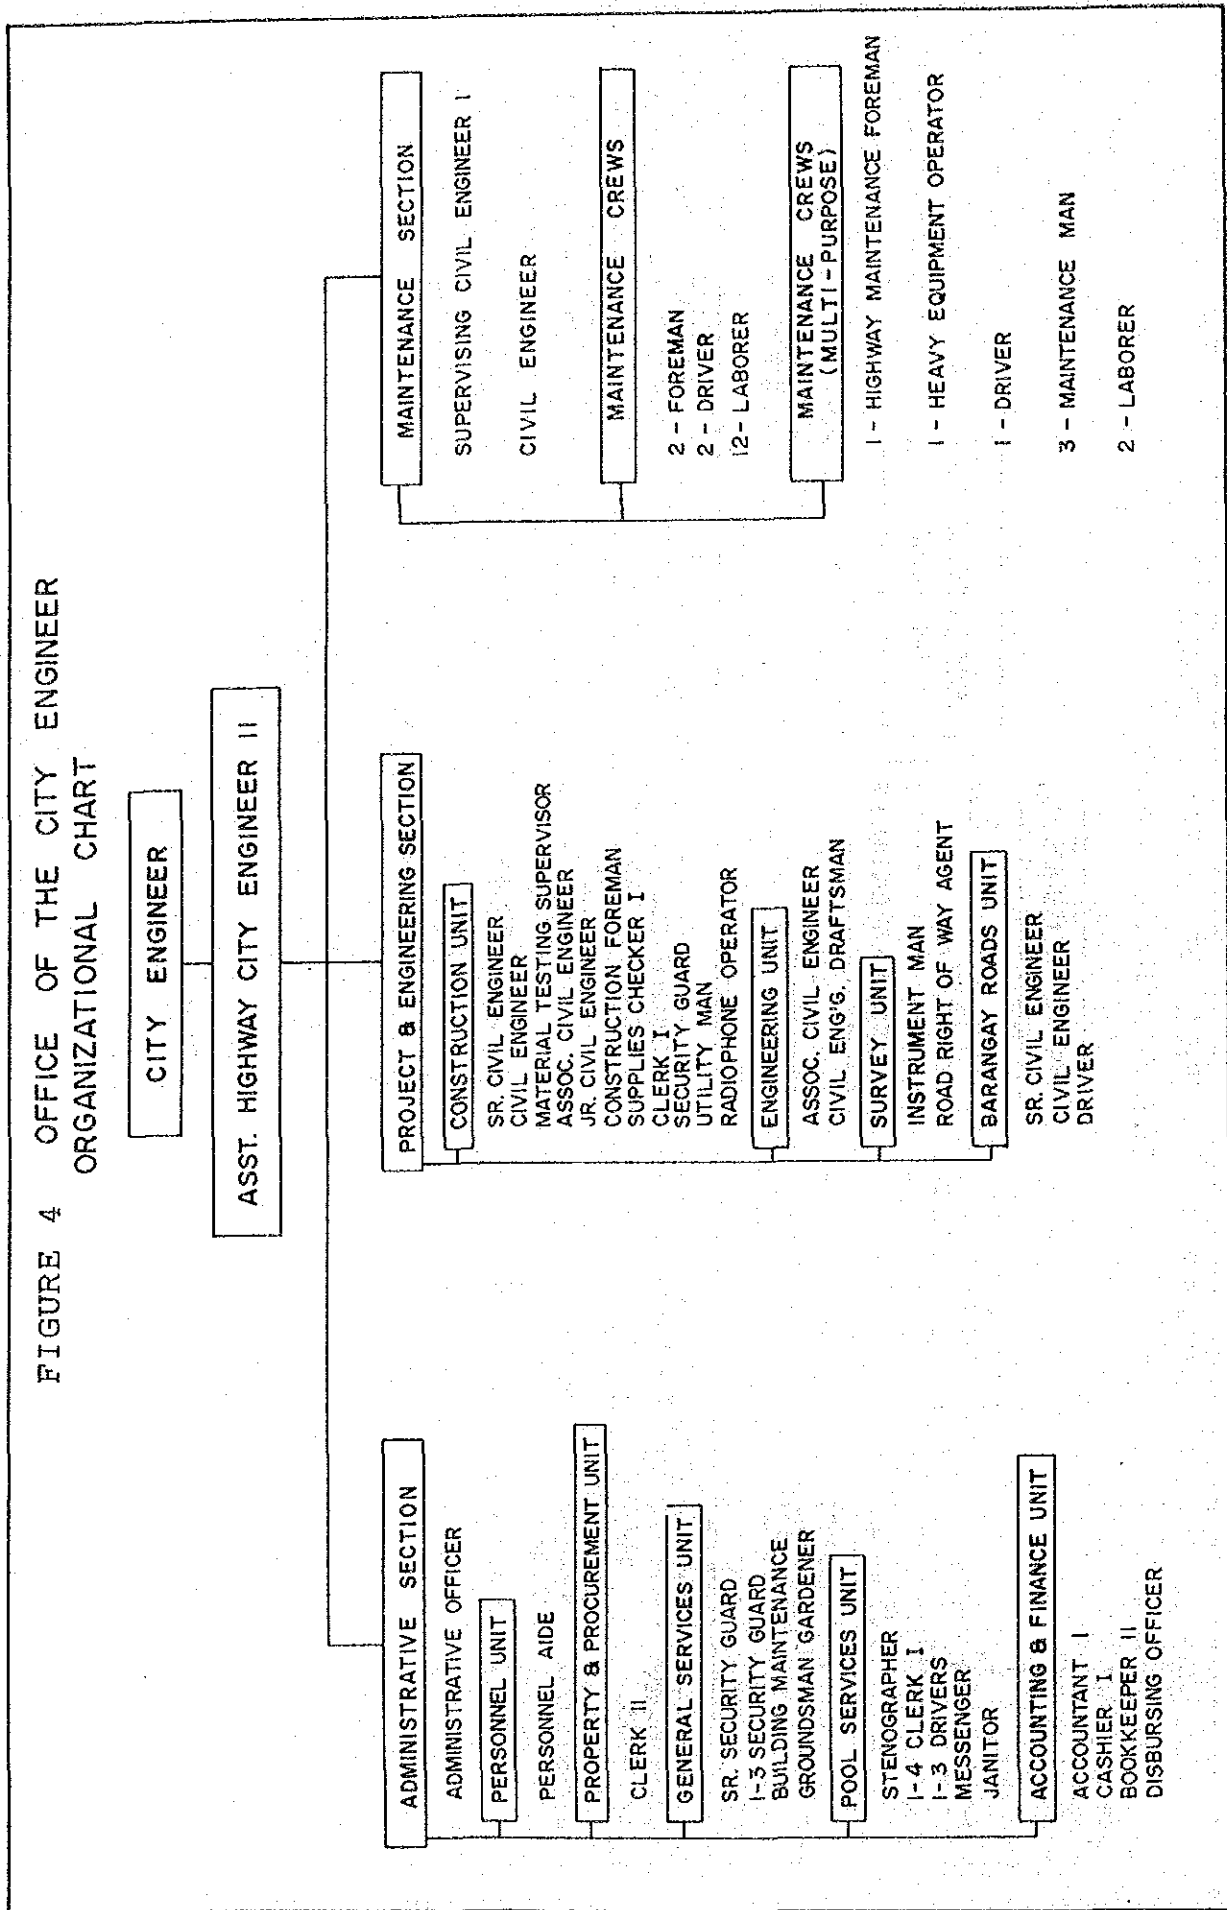 FIGURE 4 OFFICE OF THE CITY ENGINEER
ORGANIZATIONAL CHART
CITY ENGINEER
ASST. HIGHWAY CITY ENGINEER II
ADMINISTRATIVE SECTION
ADMINISTRATIVE OFFICER
PERSONNEL UNIT
PERSONNEL AIDE
PROPERTY & PROCUREMENT UNIT
CLERK II
GENERAL SERVICES UNIT
SR. SECURITY GUARD
1-3 SECURITY GUARD
BUILDING MAINTENANCE
GROUNDSMAN GARDENER
POOL SERVICES UNIT
STENOGRAPHER
1-4 CLERK I
1-3 DRIVERS
MESSENGER
JANITOR
ACCOUNTING & FINANCE UNIT
ACCOUNTANT I
CASHER I
BOOKKEEPER II
DISBURSING OFFICER
PROJECT & ENGINEERING SECTION
CONSTRUCTION UNIT
SR. CIVIL ENGINEER
CIVIL ENGINEER
MATERIAL TESTING SUPERVISOR
ASSOC. CIVIL ENGINEER
JR. CIVIL ENGINEER
CONSTRUCTION FOREMAN
SUPPLIES CHECKER I
CLERK I
SECURITY GUARD
UTILITY MAN
RADIOPHONE OPERATOR
ENGINEERING UNIT
ASSOC. CIVIL ENGINEER
CIVIL ENG'G. DRAFTSMAN
SURVEY UNIT
INSTRUMENT MAN
ROAD RIGHT OF WAY AGENT
BARANGAY ROADS UNIT
SR. CIVIL ENGINEER
CIVIL ENGINEER
DRIVER
MAINTENANCE SECTION
SUPERVISING CIVIL ENGINEER I
CIVIL ENGINEER
MAINTENANCE CREWS
2 - FOREMAN
2 - DRIVER
12 - LABORER
MAINTENANCE CREWS
(MULTI-PURPOSE)
1 - HIGHWAY MAINTENANCE FOREMAN
1 - HEAVY EQUIPMENT OPERATOR
1 - DRIVER
3 - MAINTENANCE MAN
2 - LABORER